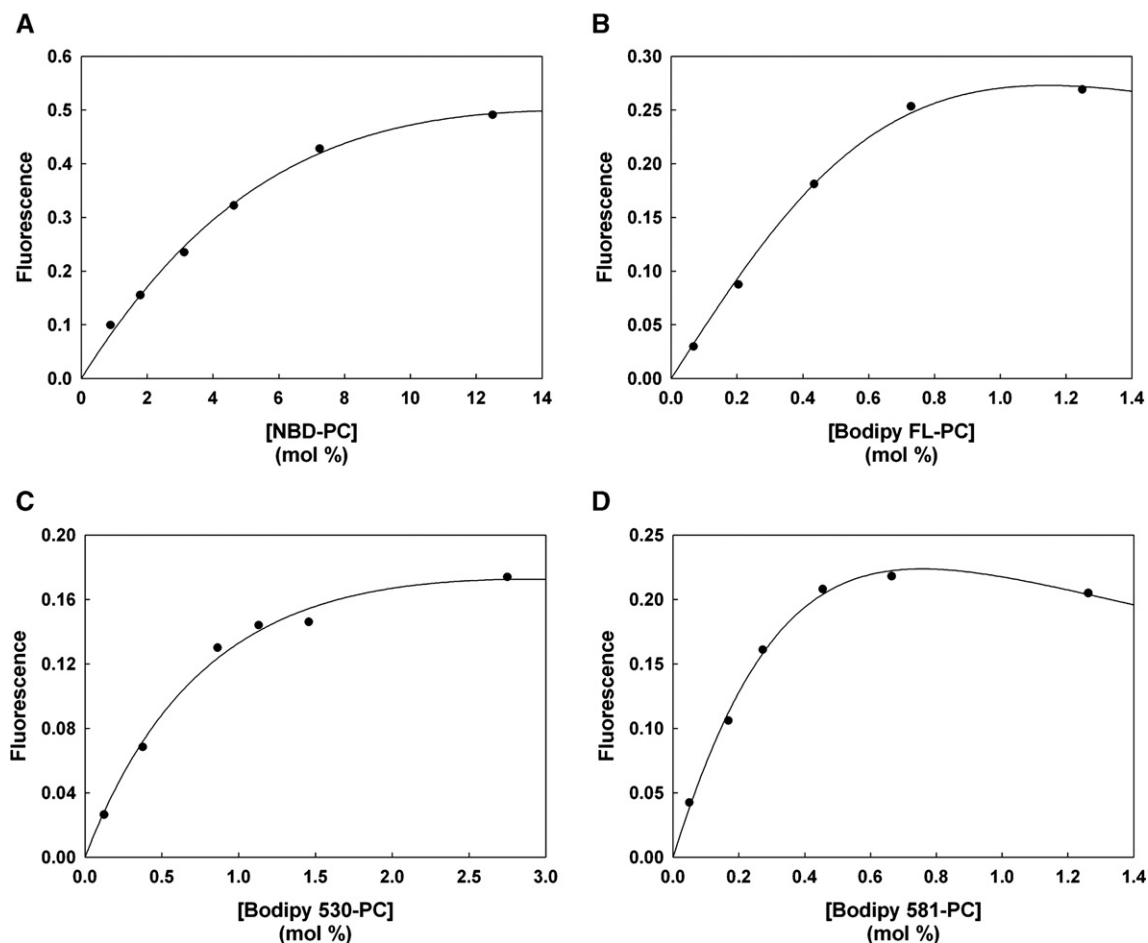 A
0.6
0.5
0.4
0.3
0.2
0.1
0.0
Fluorescence
0 2 4 6 8 10 12 14
[NBD-PC]
(mol %)
B
0.30
0.25
0.20
0.15
0.10
0.05
0.00
Fluorescence
0.0 0.2 0.4 0.6 0.8 1.0 1.2 1.4
[Bodipy FL-PC]
(mol %)
C
0.20
0.16
0.12
0.08
0.04
0.00
Fluorescence
0.0 0.5 1.0 1.5 2.0 2.5 3.0
[Bodipy 530-PC]
(mol %)
D
0.25
0.20
0.15
0.10
0.05
0.00
Fluorescence
0.0 0.2 0.4 0.6 0.8 1.0 1.2 1.4
[Bodipy 581-PC]
(mol %)